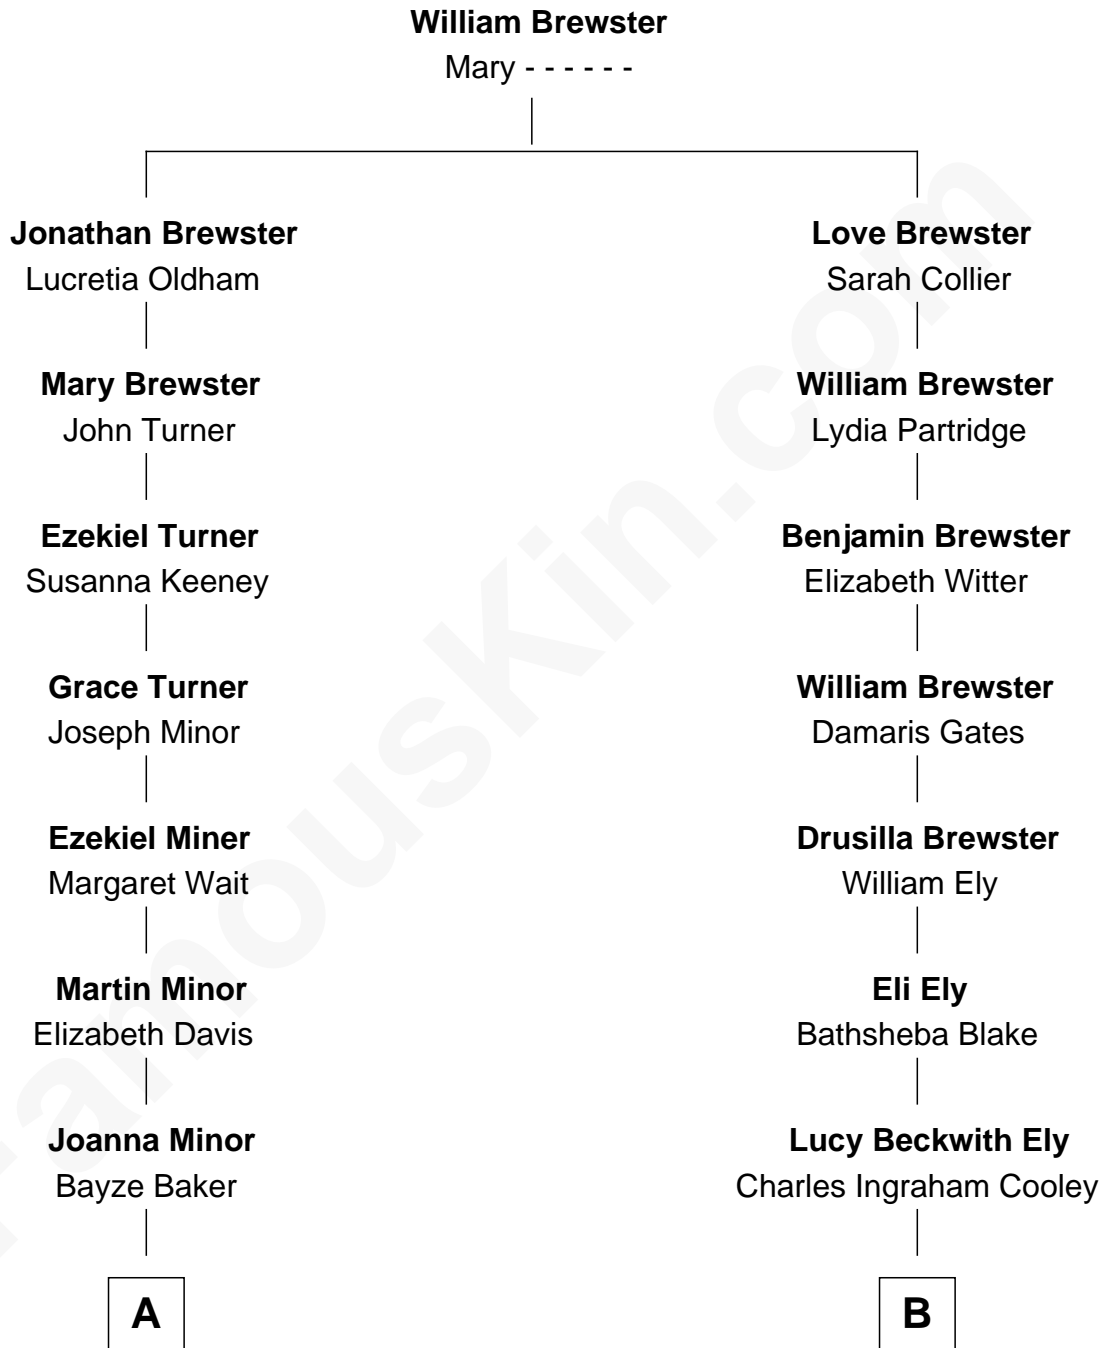 William Brewster
Mary - - - - - -
Jonathan Brewster
Lucretia Oldham
Love Brewster
Sarah Collier
Mary Brewster
John Turner
William Brewster
Lydia Partridge
Ezekiel Turner
Susanna Keeney
Benjamin Brewster
Elizabeth Witter
Grace Turner
Joseph Minor
William Brewster
Damaris Gates
Ezekiel Miner
Margaret Wait
Drusilla Brewster
William Ely
Martin Minor
Elizabeth Davis
Eli Ely
Bathsheba Blake
Joanna Minor
Bayze Baker
Lucy Beckwith Ely
Charles Ingraham Cooley
A
B
FamousKin.com